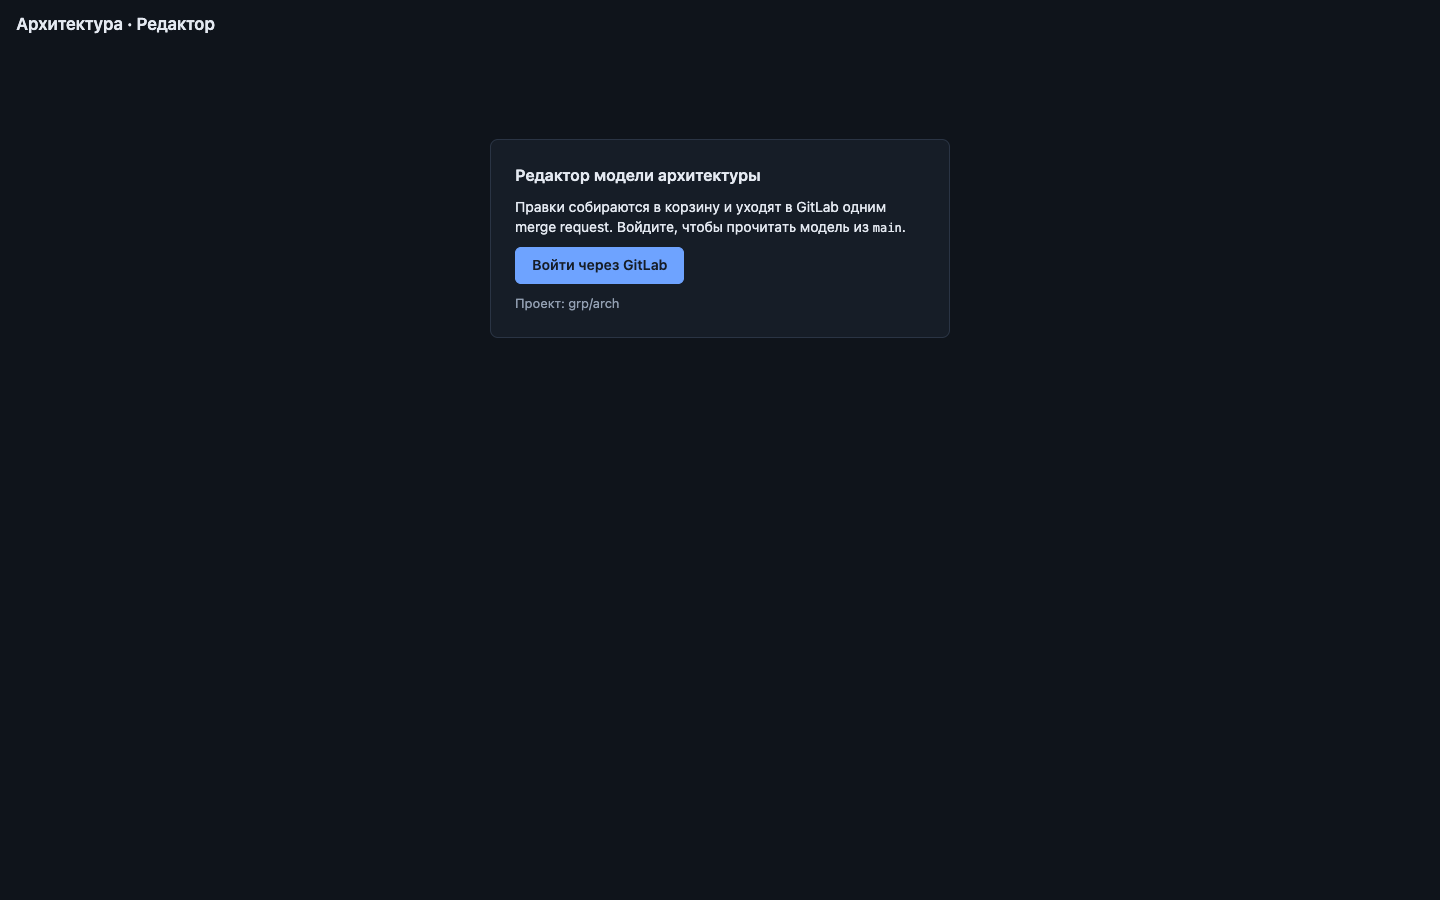 Архитектура · Редактор
Редактор модели архитектуры
Правки собираются в корзину и уходят в GitLab одним
merge request. Войдите, чтобы прочитать модель из main.
Войти через GitLab
Проект: grp/arch